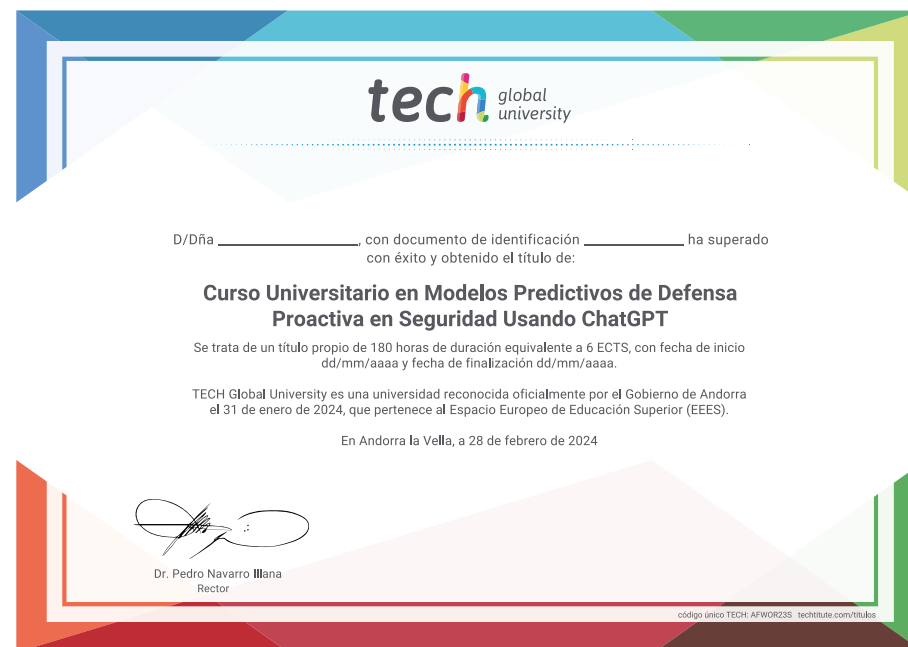 tech global university
D/Dña ____________________, con documento de identificación ______________ ha superado
con éxito y obtenido el título de:
Curso Universitario en Modelos Predictivos de Defensa
Proactiva en Seguridad Usando ChatGPT
Se trata de un título propio de 180 horas de duración equivalente a 6 ECTS, con fecha de inicio
dd/mm/aaaa y fecha de finalización dd/mm/aaaa.
TECH Global University es una universidad reconocida oficialmente por el Gobierno de Andorra
el 31 de enero de 2024, que pertenece al Espacio Europeo de Educación Superior (EEES).
En Andorra la Vella, a 28 de febrero de 2024
Dr. Pedro Navarro Illana
Rector
código único TECH: AFWOR23S techtitute.com/titulos